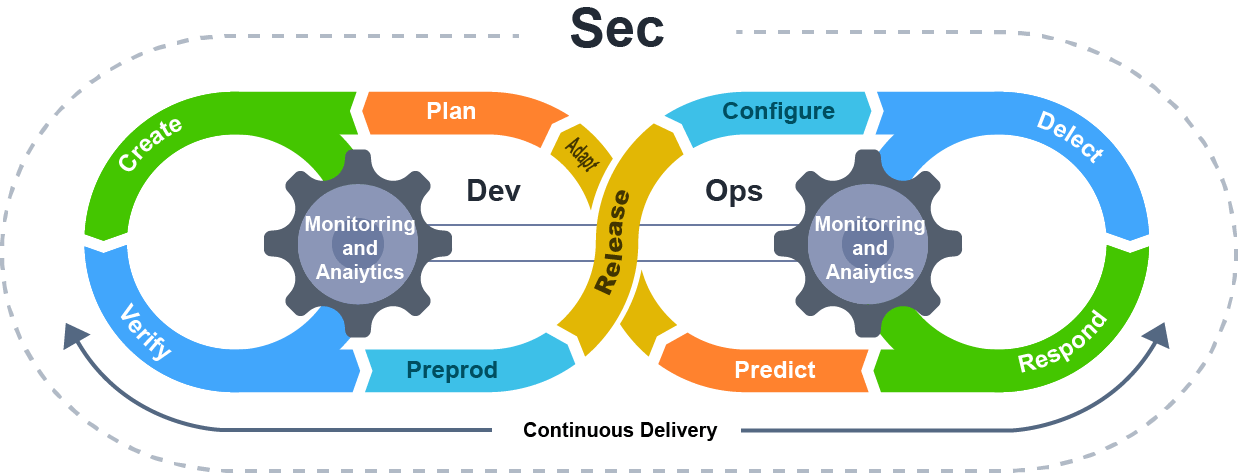 Sec
Plan
Configure
Create
Adapt
Delect
Dev
Ops
Release
Monitorring
and
Anaiytics
Monitorring
and
Anaiytics
Verify
Respond
Preprod
Predict
Continuous Delivery